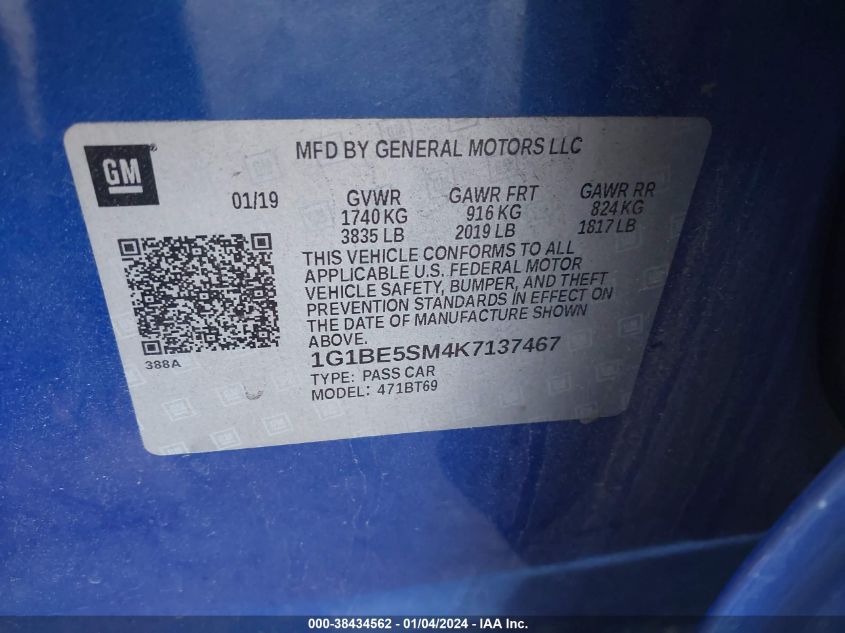 GM
MFD BY GENERAL MOTORS LLC
01/19
GVWR
1740 KG
3835 LB
GAWR FRT
916 KG
2019 LB
GAWR RR
824 KG
1817 LB
THIS VEHICLE CONFORMS TO ALL
APPLICABLE U.S. FEDERAL MOTOR
VEHICLE SAFETY, BUMPER, AND THEFT
PREVENTION STANDARDS IN EFFECT ON
THE DATE OF MANUFACTURE SHOWN
ABOVE.
388A
1G1BE5SM4K7137467
TYPE: PASS CAR
MODEL: 471BT69
000-38434562 - 01/04/2024 - IAA Inc.